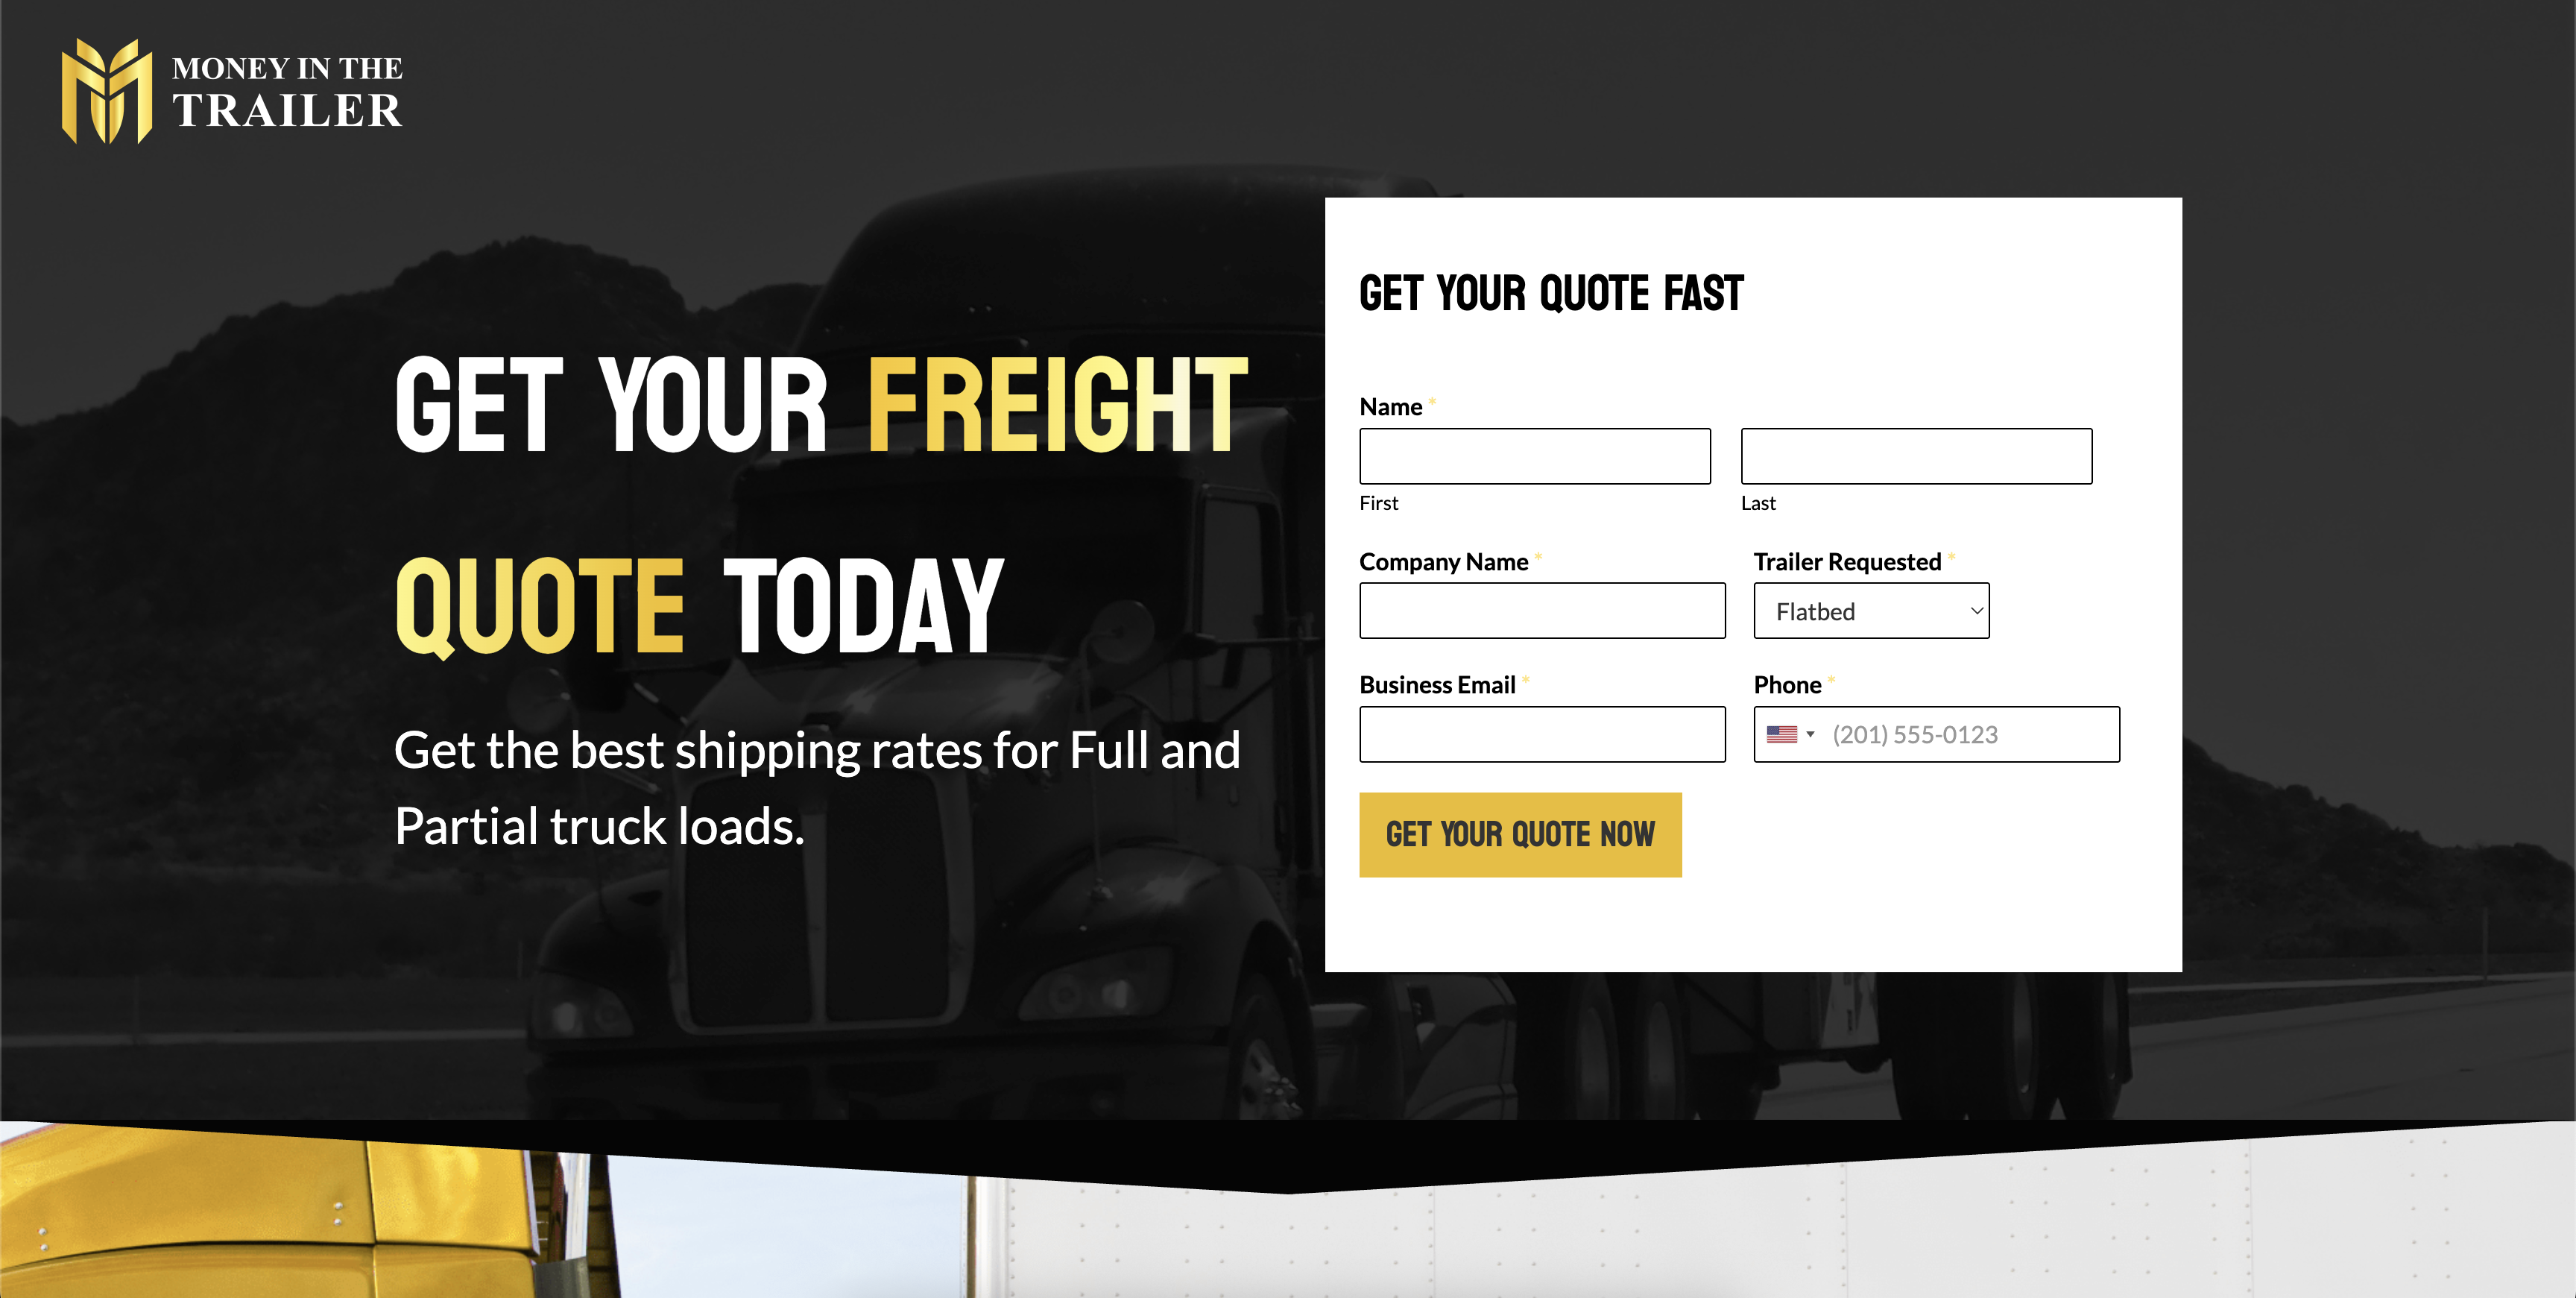 MONEY IN THE
TRAILER
GET YOUR FREIGHT
QUOTE TODAY
Get the best shipping rates for Full and
Partial truck loads.
GET YOUR QUOTE FAST
Name *
First
Last
Company Name *
Trailer Requested *
Flatbed
Business Email *
Phone *
(201) 555-0123
GET YOUR QUOTE NOW